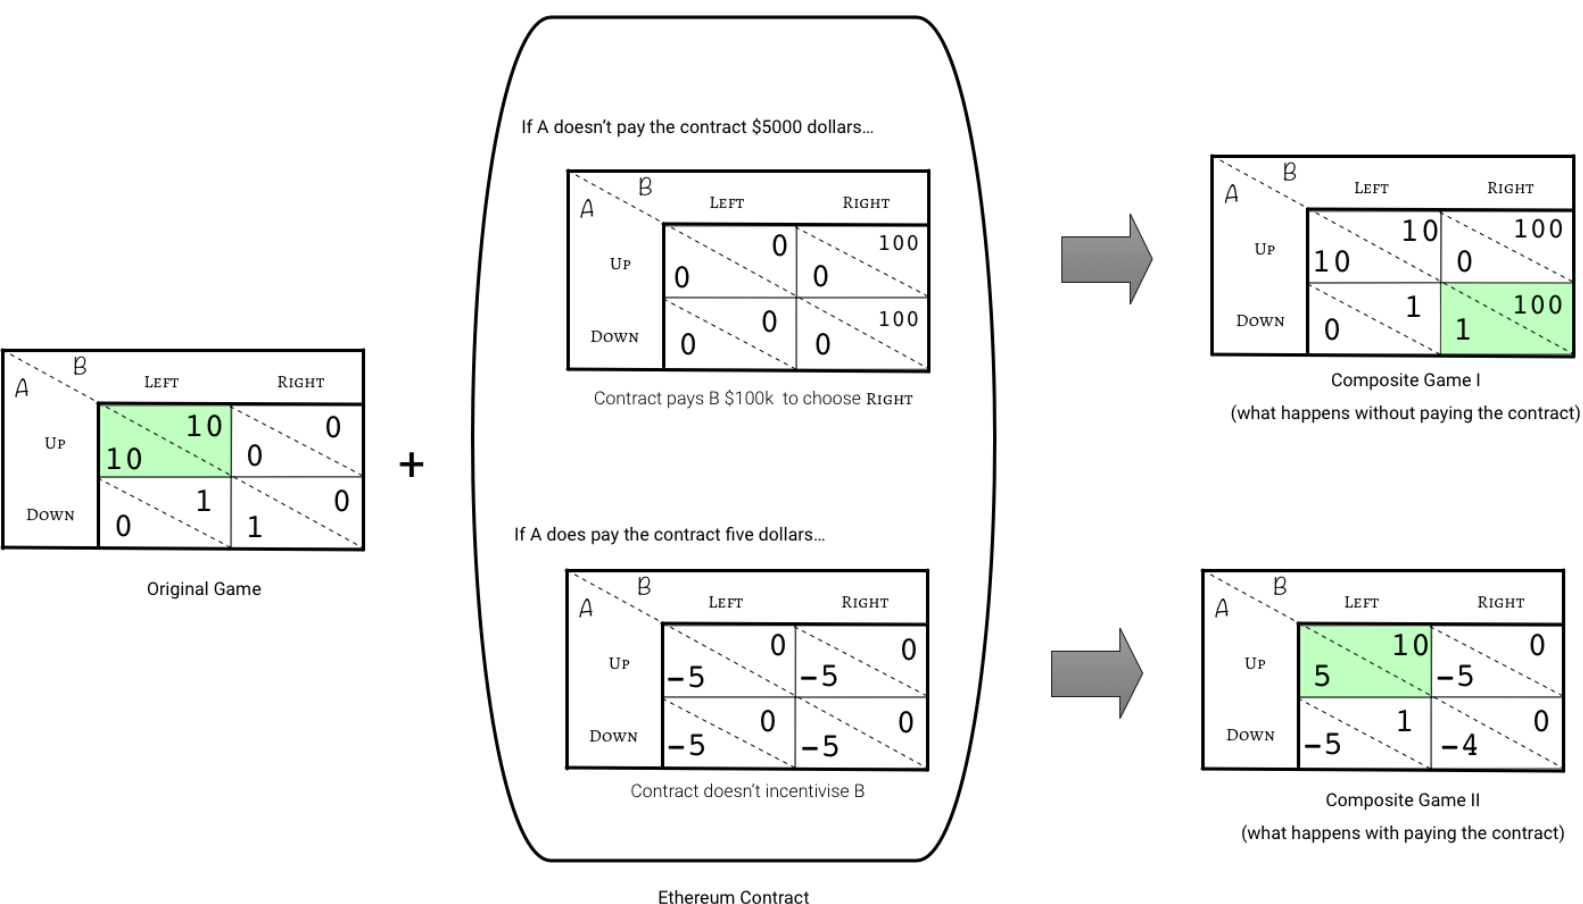 B
A
LEFT RIGHT
UP
10 0
10 0
DOWN
1 0
0 1
Original Game
+
If A doesn’t pay the contract $5000 dollars…
B
A
LEFT RIGHT
UP
0 100
0 0
DOWN
0 100
0 0
Contract pays B $100k to choose RIGHT
If A does pay the contract five dollars…
B
A
LEFT RIGHT
UP
0 0
-5 -5
DOWN
0 0
-5 -5
Contract doesn’t incentivise B
Ethereum Contract
B
A
LEFT RIGHT
UP
10 100
10 0
DOWN
1 100
0 1
Composite Game I
(what happens without paying the contract)
B
A
LEFT RIGHT
UP
10 0
5 -5
DOWN
1 0
-5 -4
Composite Game II
(what happens with paying the contract)